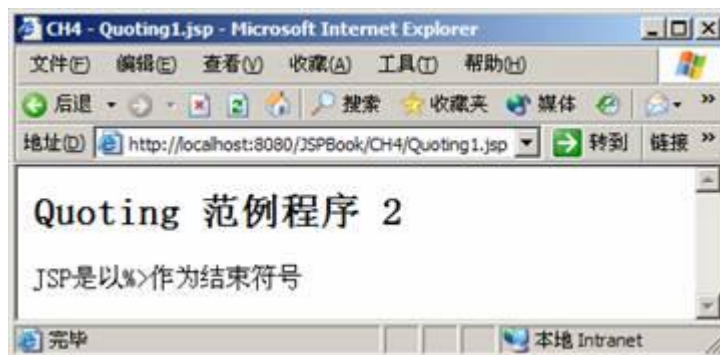 CH4 - Quoting1.jsp - Microsoft Internet Explorer
文件(F) 编辑(E) 查看(V) 收藏(A) 工具(T) 帮助(H)
后退 搜索 收藏夹 媒体 »
地址(D) http://localhost:8080/JSPBook/CH4/Quoting1.jsp 转到 链接 »
Quoting 范例程序 2
JSP是以%>作为结束符号
完毕 本地 Intranet